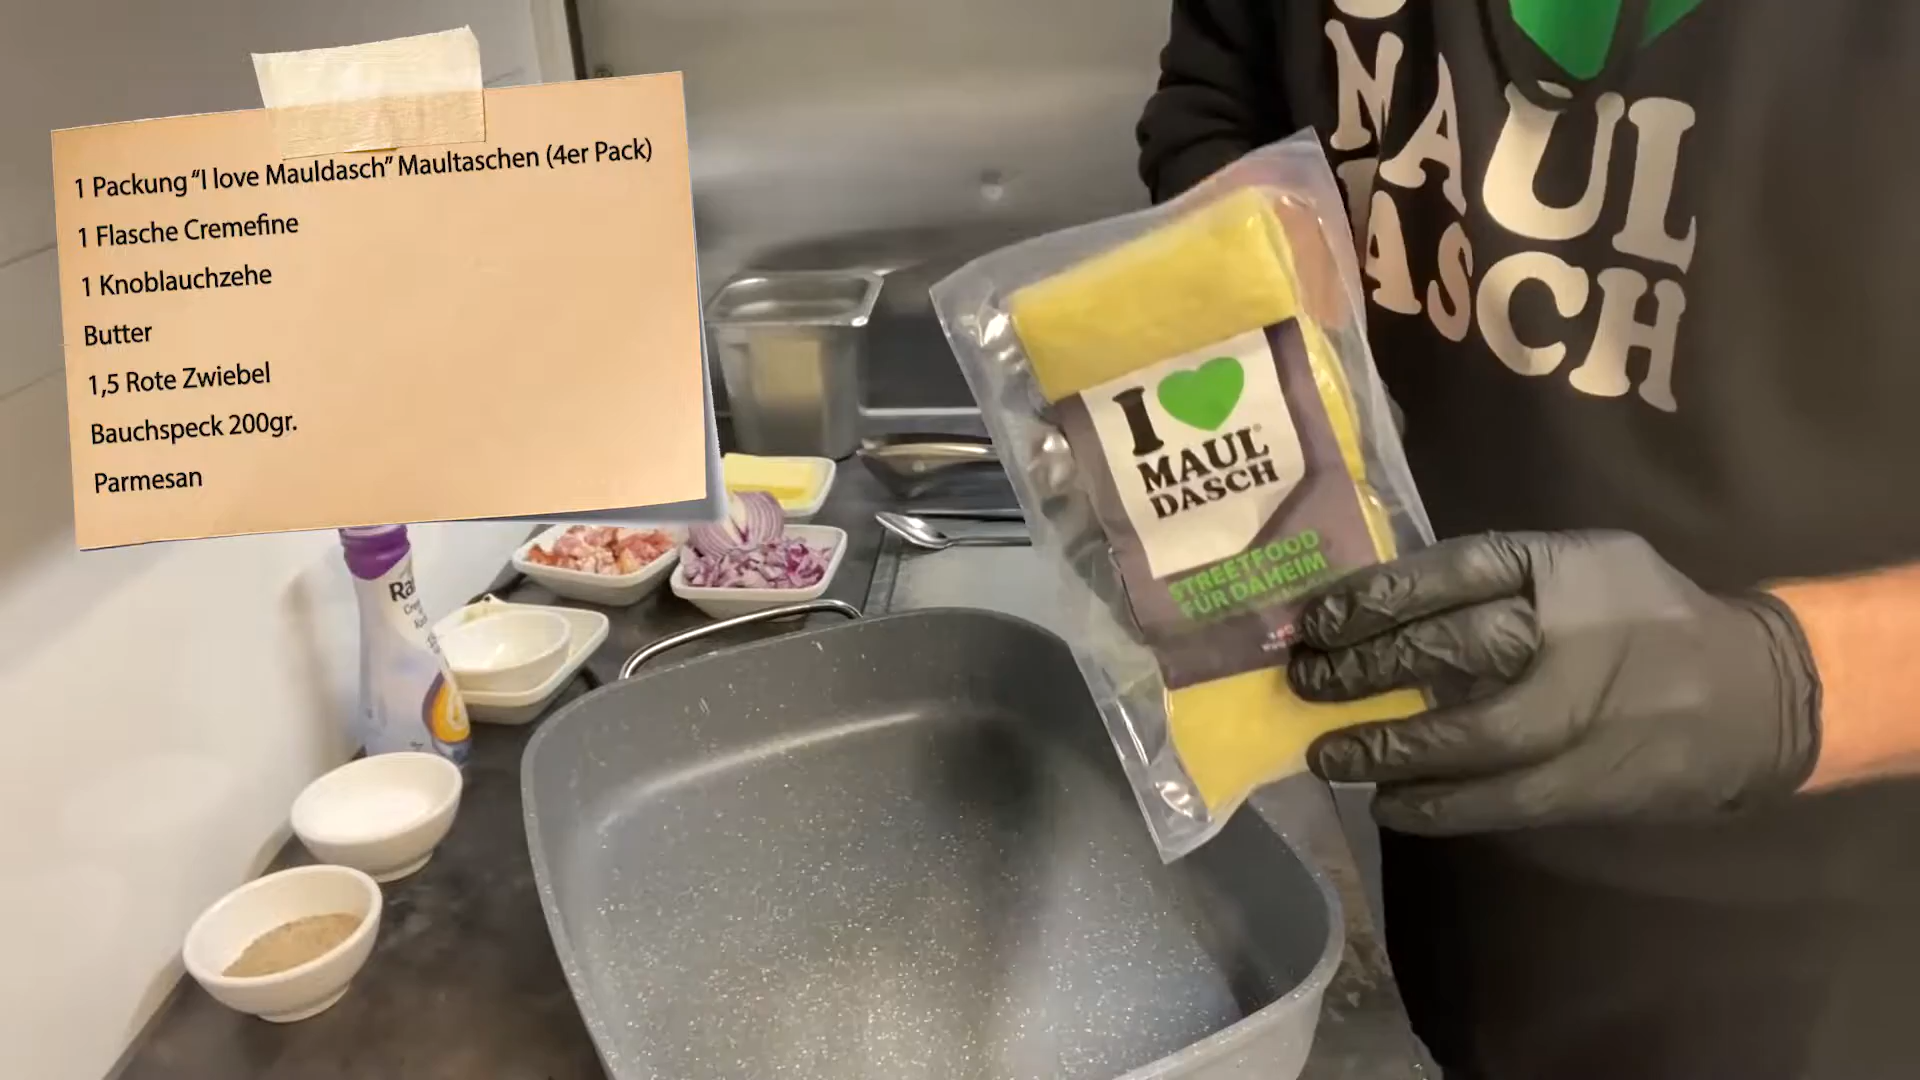 1 Packung “I love Mauldasch” Maultaschen (4er Pack)
1 Flasche Cremefine
1 Knoblauchzehe
Butter
1,5 Rote Zwiebel
Bauchspeck 200gr.
Parmesan
MAUL
DASCH
I
MAUL
DASCH
STREETFOOD
FÜR DAHEIM